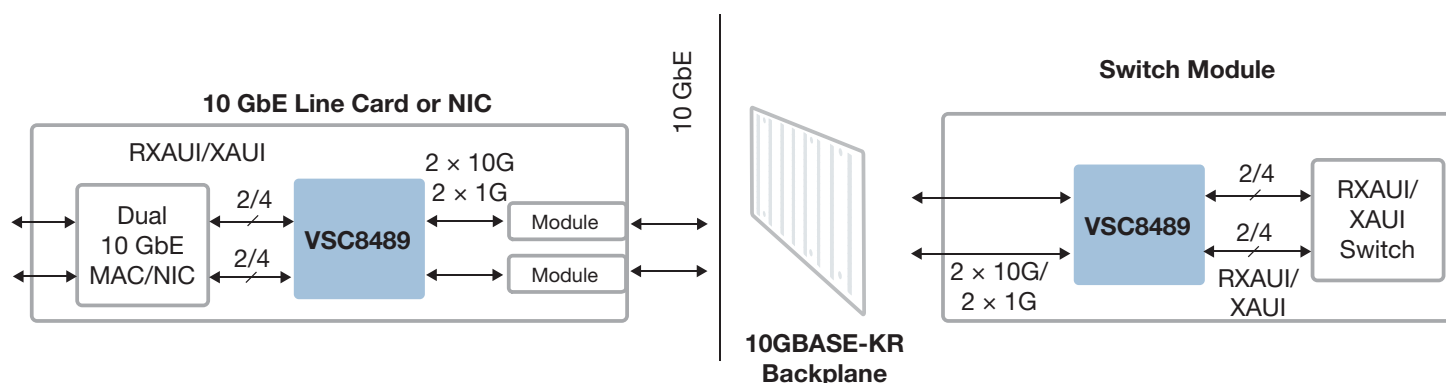 10 GbE Line Card or NIC
RXAUI/XAUI
Dual
10 GbE
MAC/NIC
2/4
2/4
VSC8489
2 × 10G
2 × 1G
Module
Module
10 GbE
10GBASE-KR
Backplane
Switch Module
2 × 10G/
2 × 1G
VSC8489
2/4
2/4
RXAUI/
XAUI
RXAUI/
XAUI
Switch